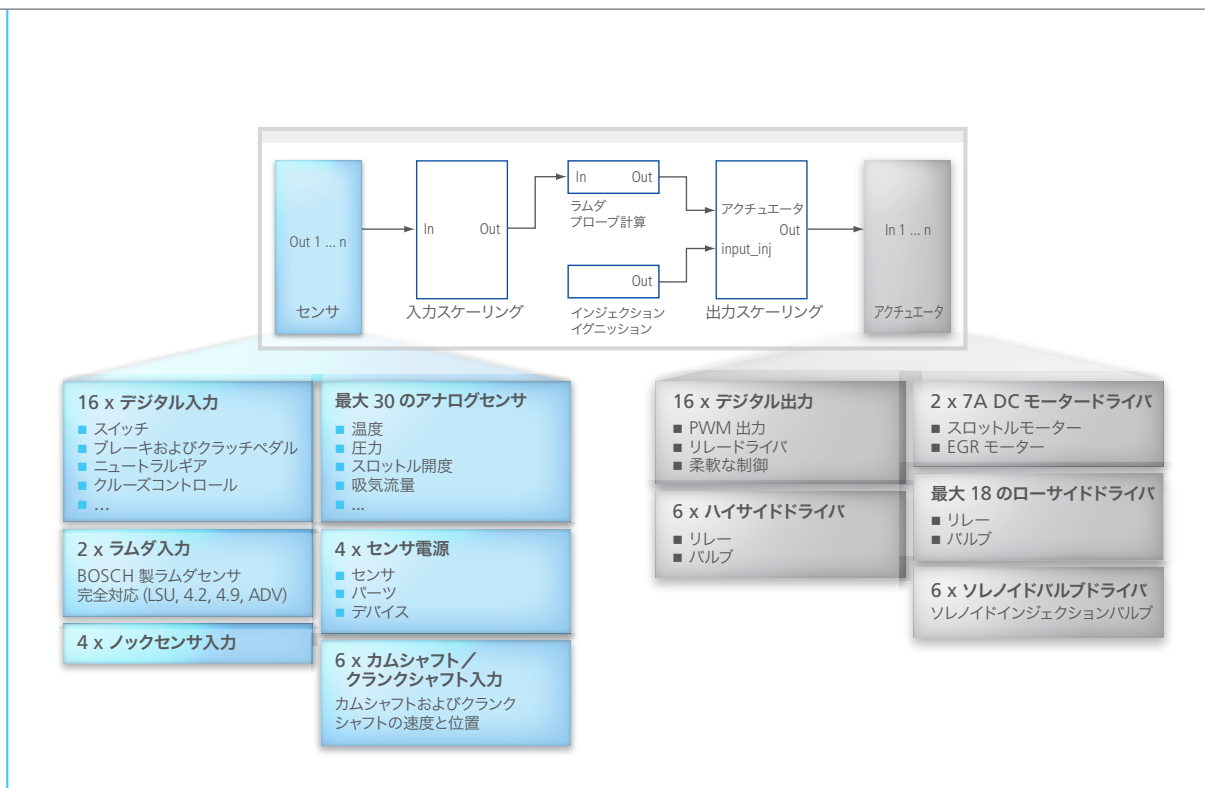 Out 1 ... n
センサ
In
Out
入力スケーリング
In
Out
ラムダ
プローブ計算
Out
インジェクション
イグニッション
アクチュエータ
Out
input_inj
出力スケーリング
In 1 ... n
アクチュエータ
16 x デジタル入力
■ スイッチ
■ ブレーキおよびクラッチペダル
■ ニュートラルギア
■ クルーズコントロール
■ ...
2 x ラムダ入力
BOSCH 製ラムダセンサ
完全対応 (LSU, 4.2, 4.9, ADV)
4 x ノックセンサ入力
最大 30 のアナログセンサ
■ 温度
■ 圧力
■ スロットル開度
■ 吸気流量
■ ...
4 x センサ電源
■ センサ
■ パーツ
■ デバイス
6 x カムシャフト／
クランクシャフト入力
カムシャフトおよびクランク
シャフトの速度と位置
16 x デジタル出力
■ PWM 出力
■ リレードライバ
■ 柔軟な制御
6 x ハイサイドドライバ
■ リレー
■ バルブ
2 x 7A DC モータードライバ
■ スロットルモーター
■ EGR モーター
最大 18 のローサイドドライバ
■ リレー
■ バルブ
6 x ソレノイドバルブドライバ
ソレノイドインジェクションバルブ